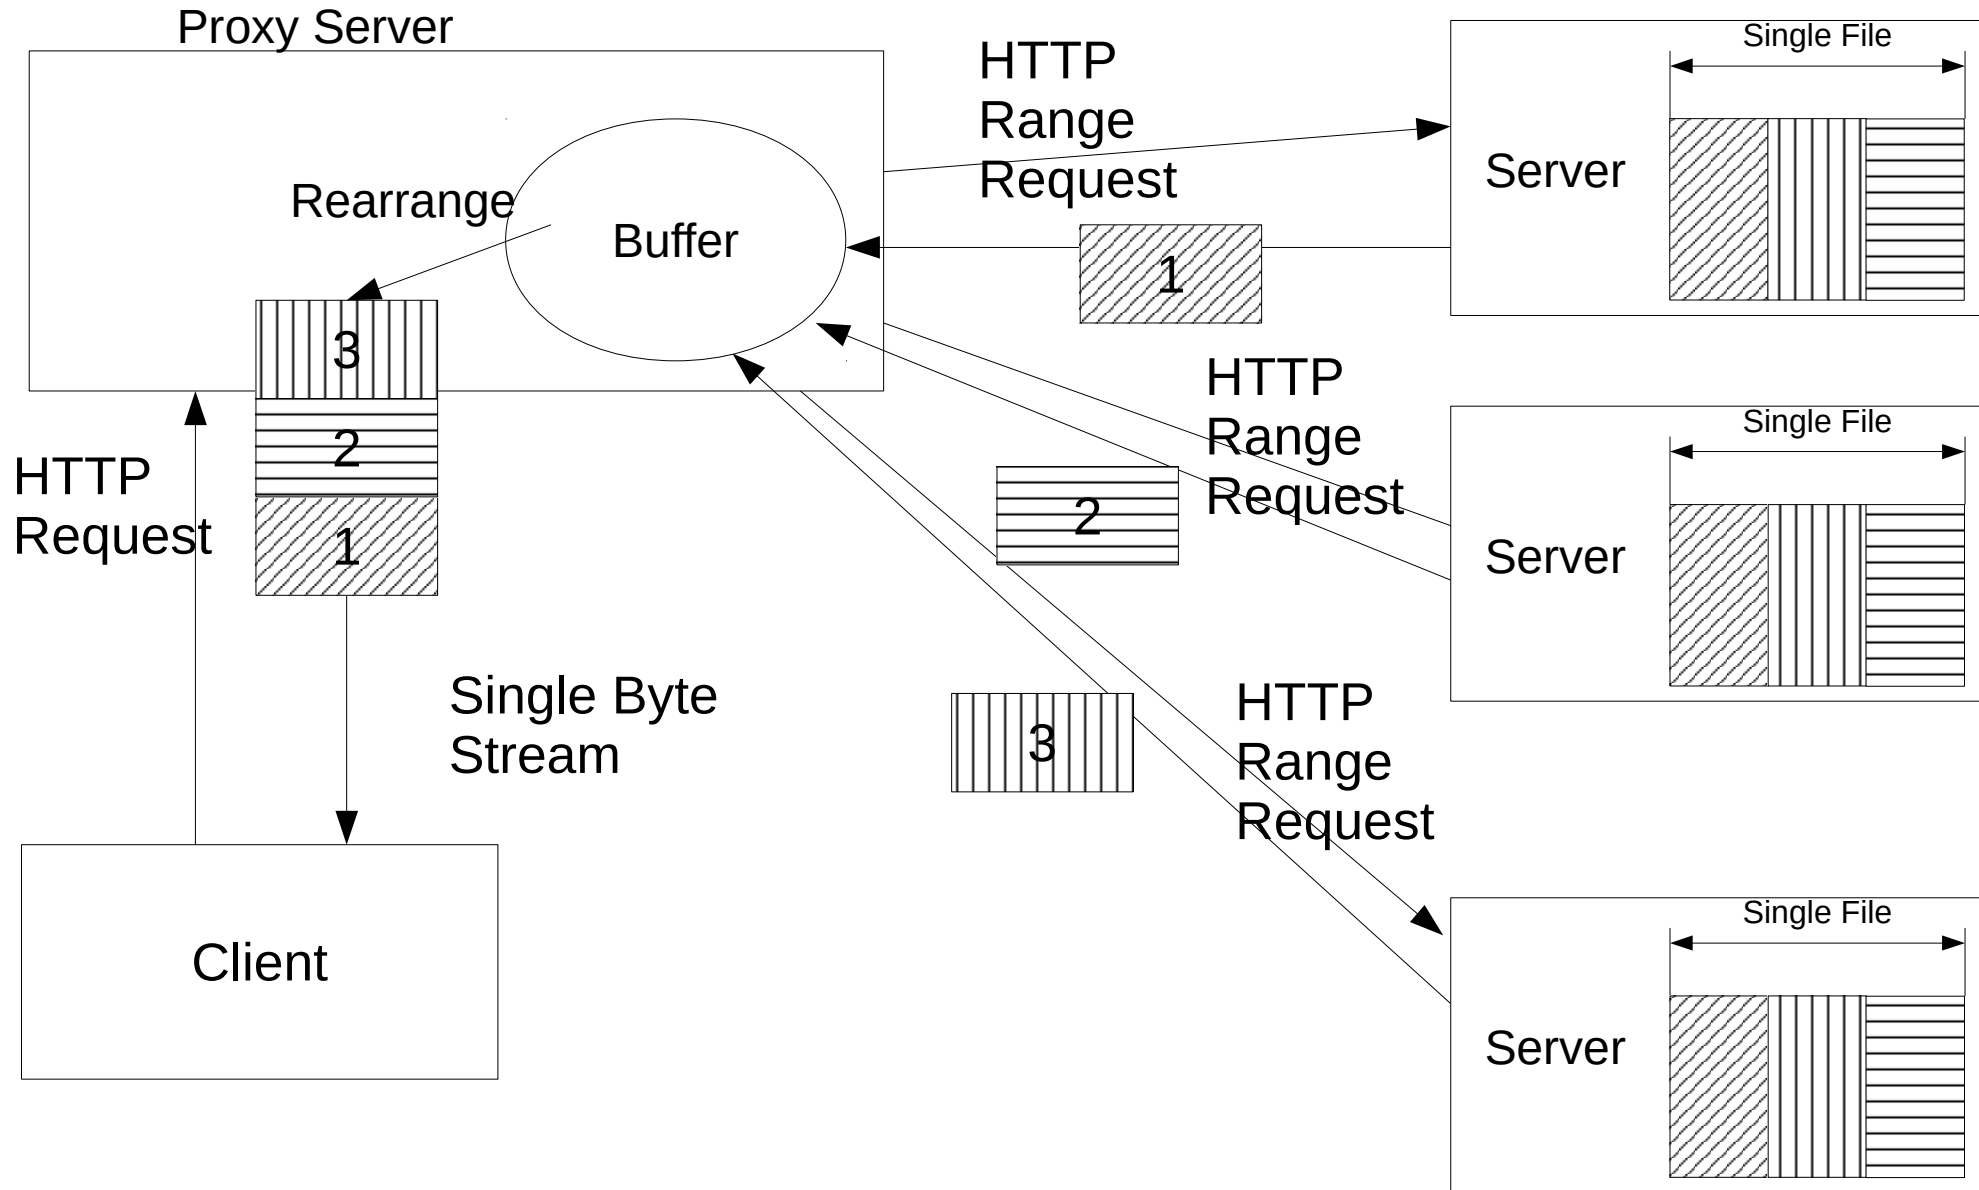 Proxy Server
HTTP
Range
Request
Single File
Server
Rearrange
Buffer
1
3
2
1
HTTP
Request
HTTP
Range
Request
2
Single File
Server
Single Byte
Stream
3
HTTP
Range
Request
Client
Single File
Server